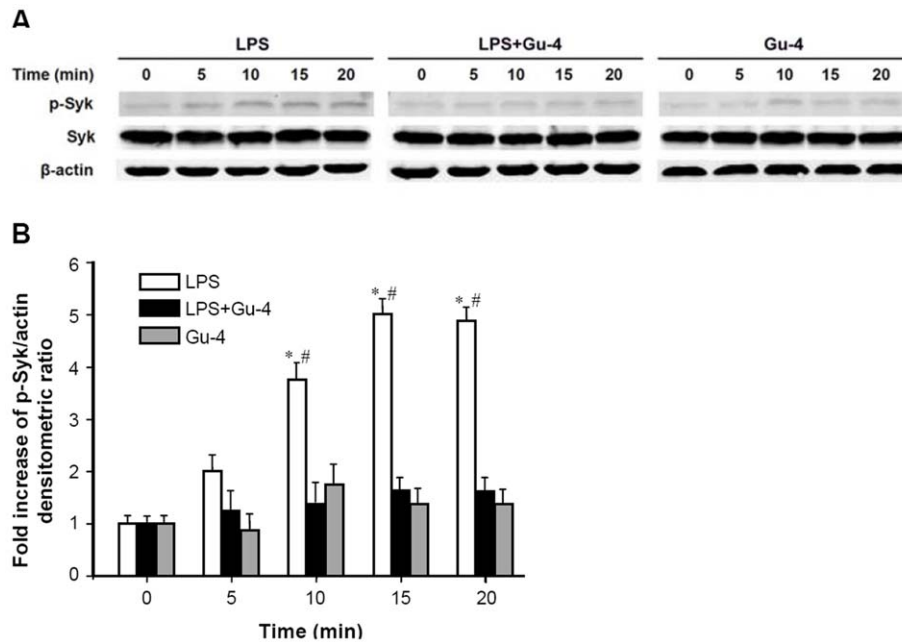 A
LPS LPS+Gu-4 Gu-4
Time (min) 0 5 10 15 20 0 5 10 15 20 0 5 10 15 20
p-Syk
Syk
β-actin
B
Fold increase of p-Syk/actin
densitometric ratio
6
5
4
3
2
1
0
LPS
LPS+Gu-4
Gu-4
*,#
*,#
*,#
0 5 10 15 20
Time (min)